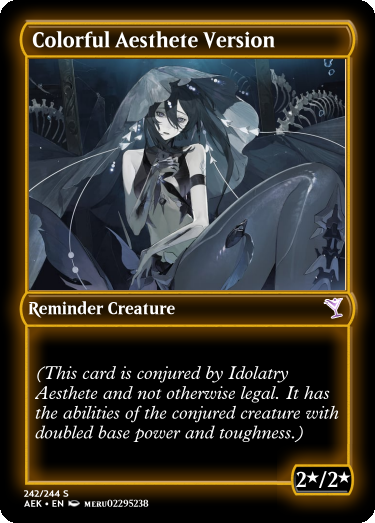 Colorful Aesthete Version
Reminder Creature
(This card is conjured by Idolatry
Aesthete and not otherwise legal. It has
the abilities of the conjured creature with
doubled base power and toughness.)
2★/2★
242/244 S
AEK • EN MERU02295238